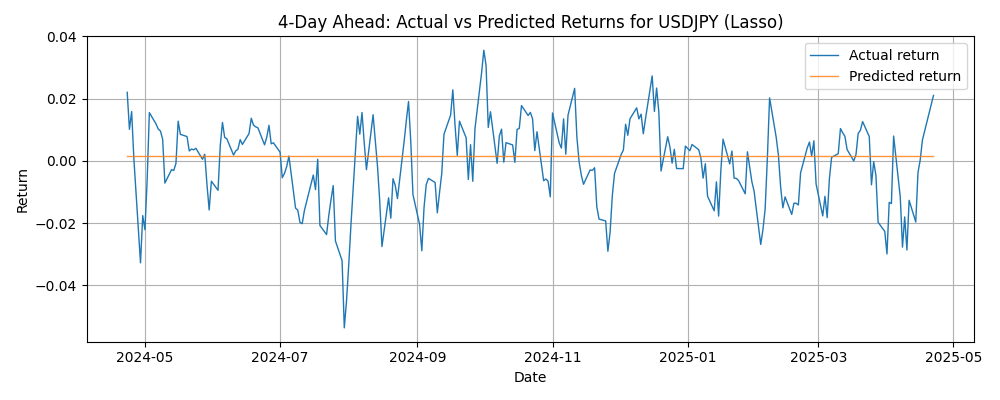 4-Day Ahead: Actual vs Predicted Returns for USDJPY (Lasso)
Actual return
Predicted return
Return
0.04
0.02
0.00
−0.02
−0.04
2024-05
2024-07
2024-09
2024-11
2025-01
2025-03
2025-05
Date